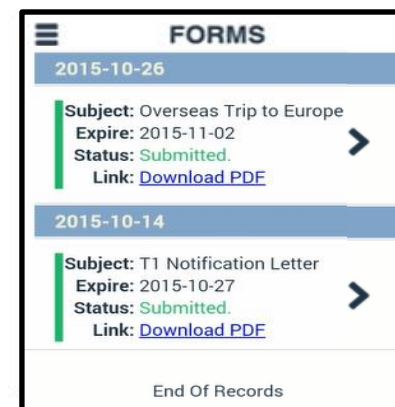 FORMS
2015-10-26
Subject: Overseas Trip to Europe
Expire: 2015-11-02
Status: Submitted.
Link: Download PDF
2015-10-14
Subject: T1 Notification Letter
Expire: 2015-10-27
Status: Submitted.
Link: Download PDF
End Of Records